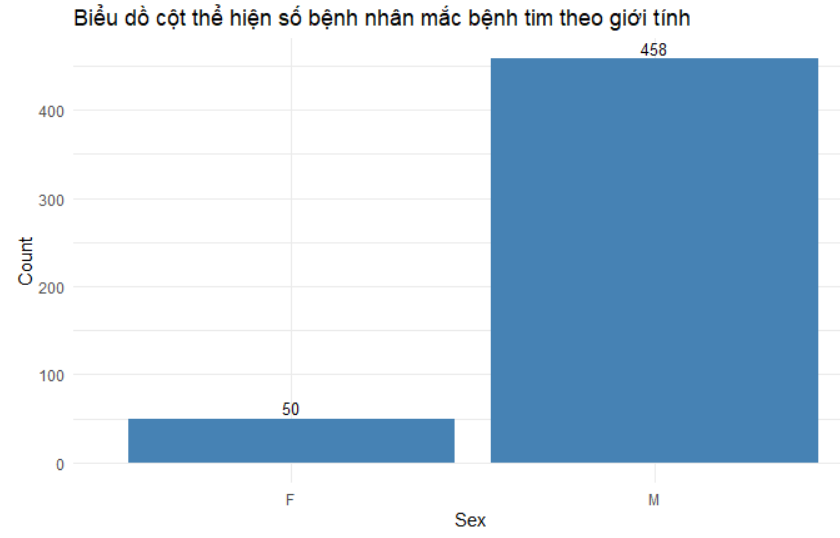 Biểu dồ cột thể hiện số bệnh nhân mắc bệnh tim theo giới tính
458
400
300
Count
200
100
50
0
F
M
Sex